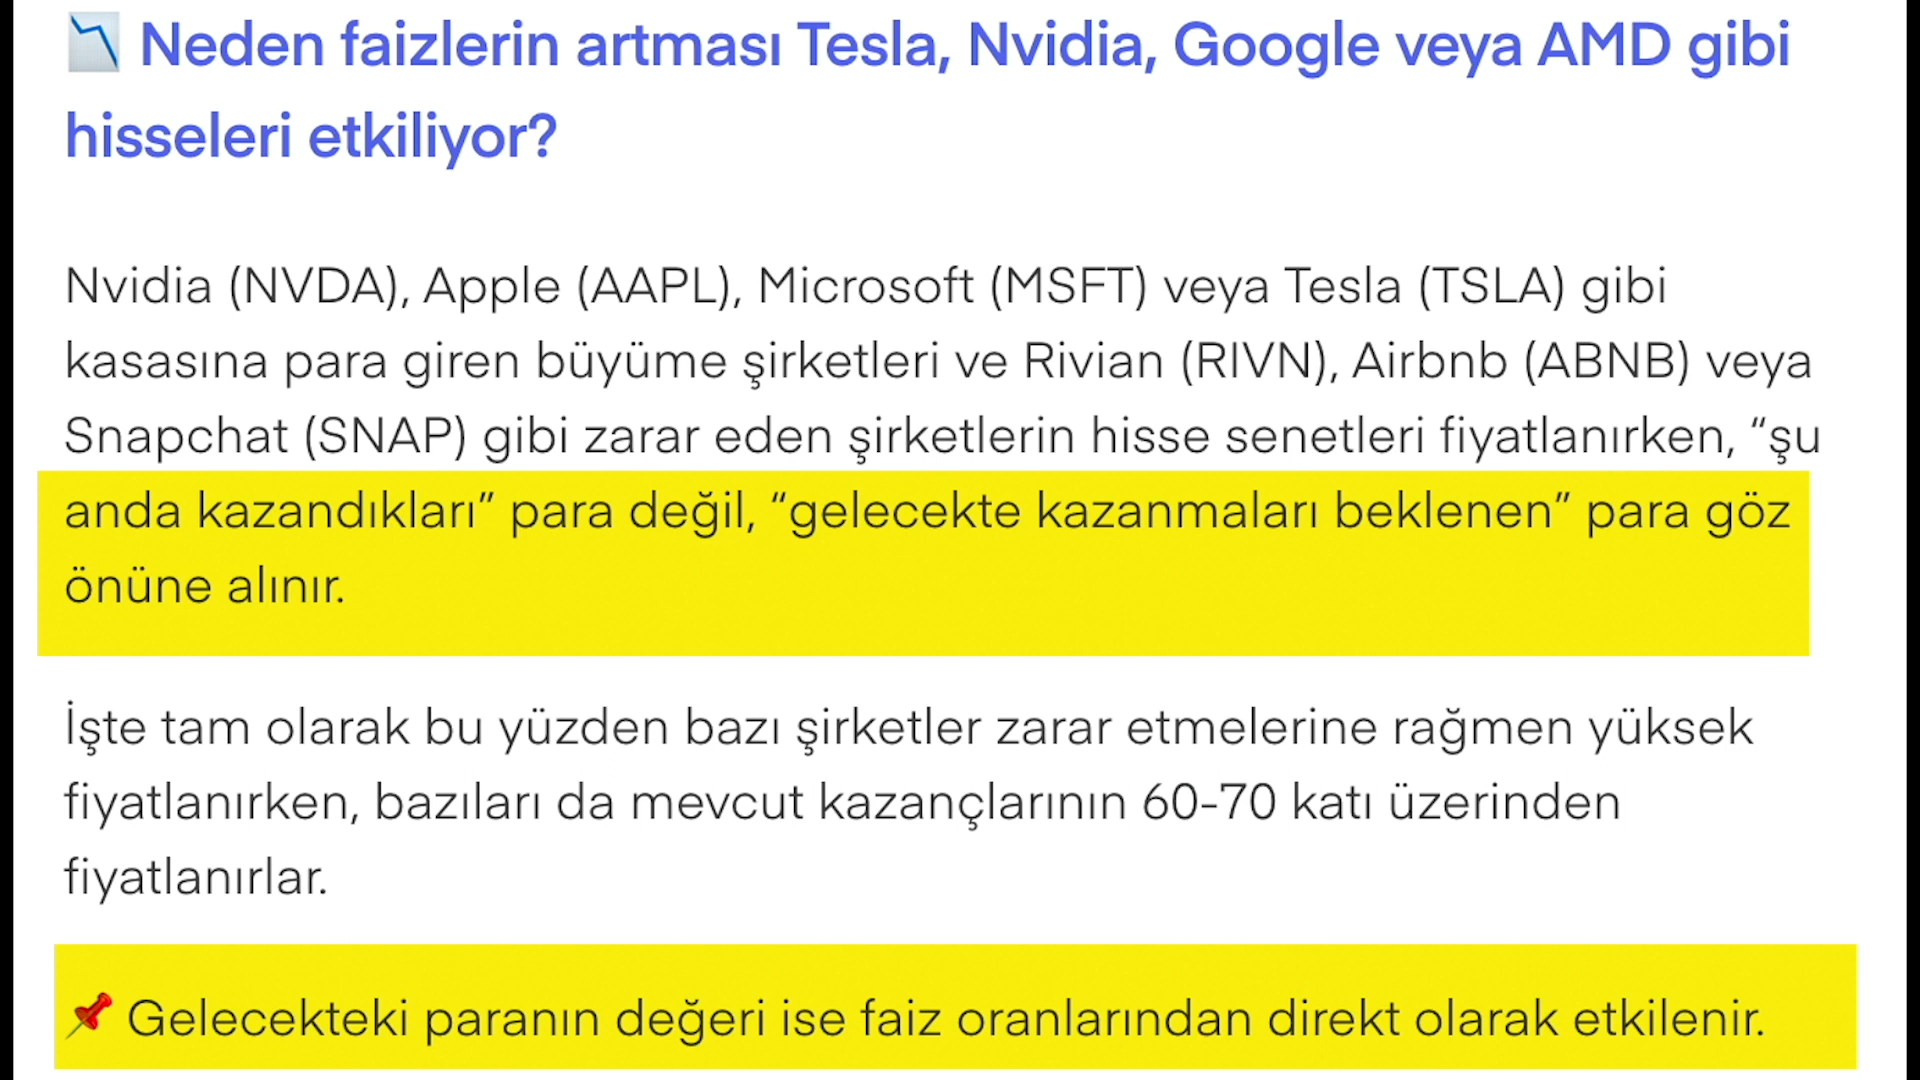 📉 Neden faizlerin artması Tesla, Nvidia, Google veya AMD gibi
hisseleri etkiliyor?
Nvidia (NVDA), Apple (AAPL), Microsoft (MSFT) veya Tesla (TSLA) gibi
kasasına para giren büyüme şirketleri ve Rivian (RIVN), Airbnb (ABNB) veya
Snapchat (SNAP) gibi zarar eden şirketlerin hisse senetleri fiyatlanırken, “şu
anda kazandıkları” para değil, “gelecekte kazanmaları beklenen” para göz
önüne alınır.
İşte tam olarak bu yüzden bazı şirketler zarar etmelerine rağmen yüksek
fiyatlanırken, bazıları da mevcut kazançlarının 60-70 katı üzerinden
fiyatlanırlar.
📌 Gelecekteki paranın değeri ise faiz oranlarından direkt olarak etkilenir.